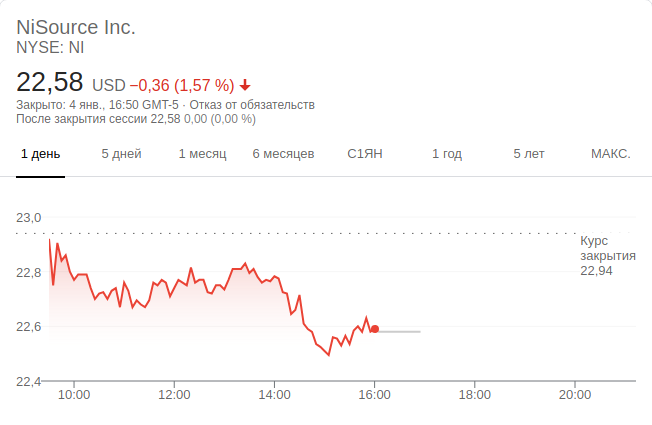 NiSource Inc.
NYSE: NI
22,58 USD −0,36 (1,57 %)
Закрыто: 4 янв., 16:50 GMT-5 · Отказ от обязательств
После закрытия сессии 22,58 0,00 (0,00 %)
1 день 5 дней 1 месяц 6 месяцев С1ЯН 1 год 5 лет МАКС.
23,0
Курс
закрытия
22,94
22,8
22,6
22,4
10:00 12:00 14:00 16:00 18:00 20:00